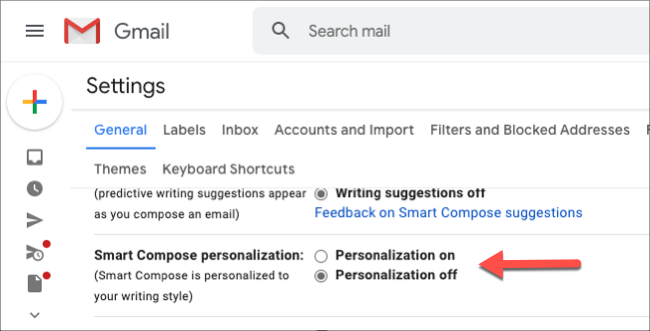 Gmail
Search mail
Settings
General Labels Inbox Accounts and Import Filters and Blocked Addresses
Themes Keyboard Shortcuts
(predictive writing suggestions appear Writing suggestions off
as you compose an email) Feedback on Smart Compose suggestions
Smart Compose personalization: Personalization on
(Smart Compose is personalized to Personalization off
your writing style)